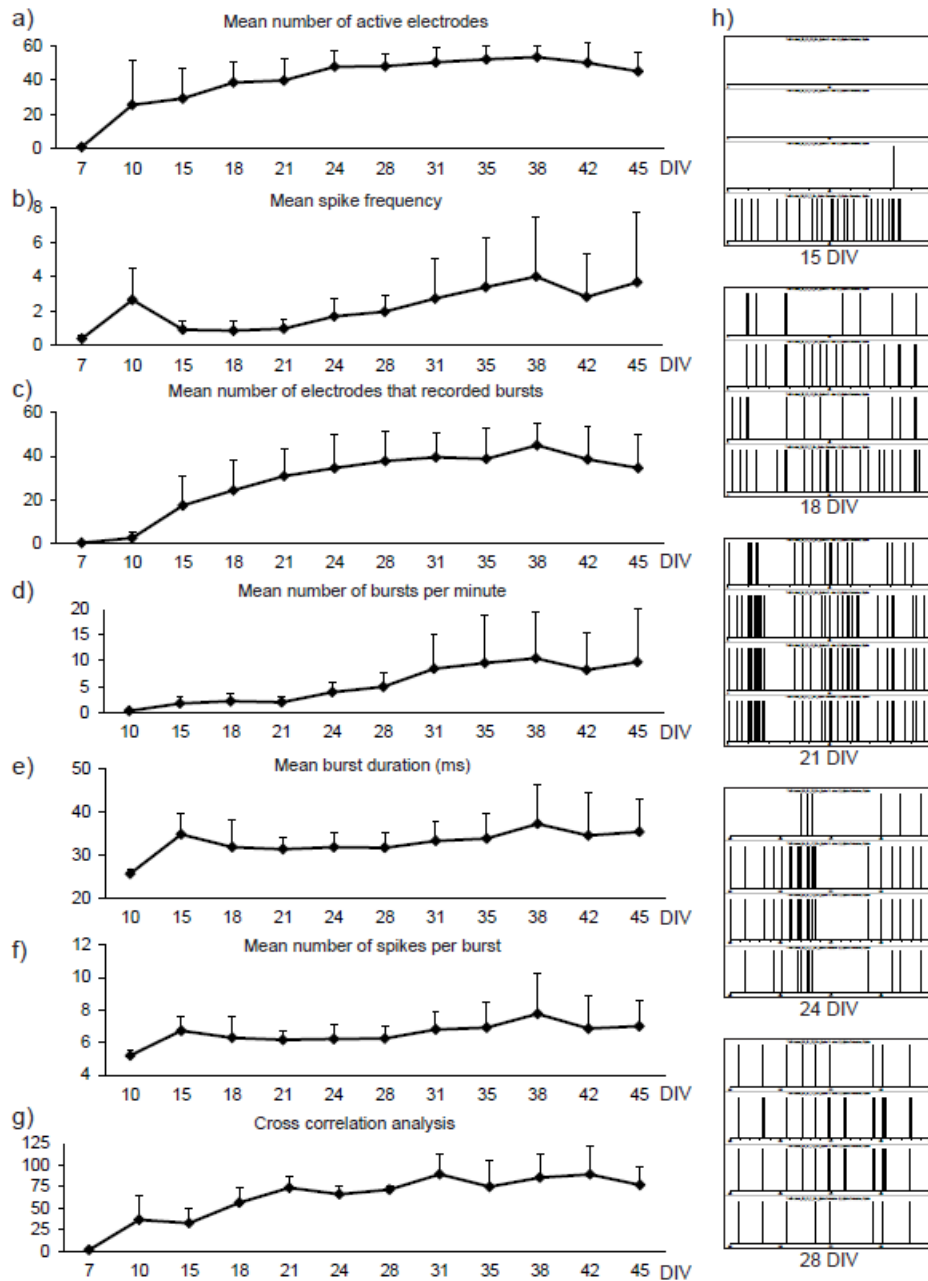 a) Mean number of active electrodes
60
40
20
0
7 10 15 18 21 24 28 31 35 38 42 45 DIV
b) Mean spike frequency
8
6
4
2
0
7 10 15 18 21 24 28 31 35 38 42 45 DIV
c) Mean number of electrodes that recorded bursts
60
40
20
0
7 10 15 18 21 24 28 31 35 38 42 45 DIV
d) Mean number of bursts per minute
20
15
10
5
0
10 15 18 21 24 28 31 35 38 42 45 DIV
e) Mean burst duration (ms)
50
40
30
20
10 15 18 21 24 28 31 35 38 42 45 DIV
f) Mean number of spikes per burst
12
10
8
6
4
10 15 18 21 24 28 31 35 38 42 45 DIV
g) Cross correlation analysis
125
100
75
50
25
0
7 10 15 18 21 24 28 31 35 38 42 45 DIV
h)
15 DIV
18 DIV
21 DIV
24 DIV
28 DIV